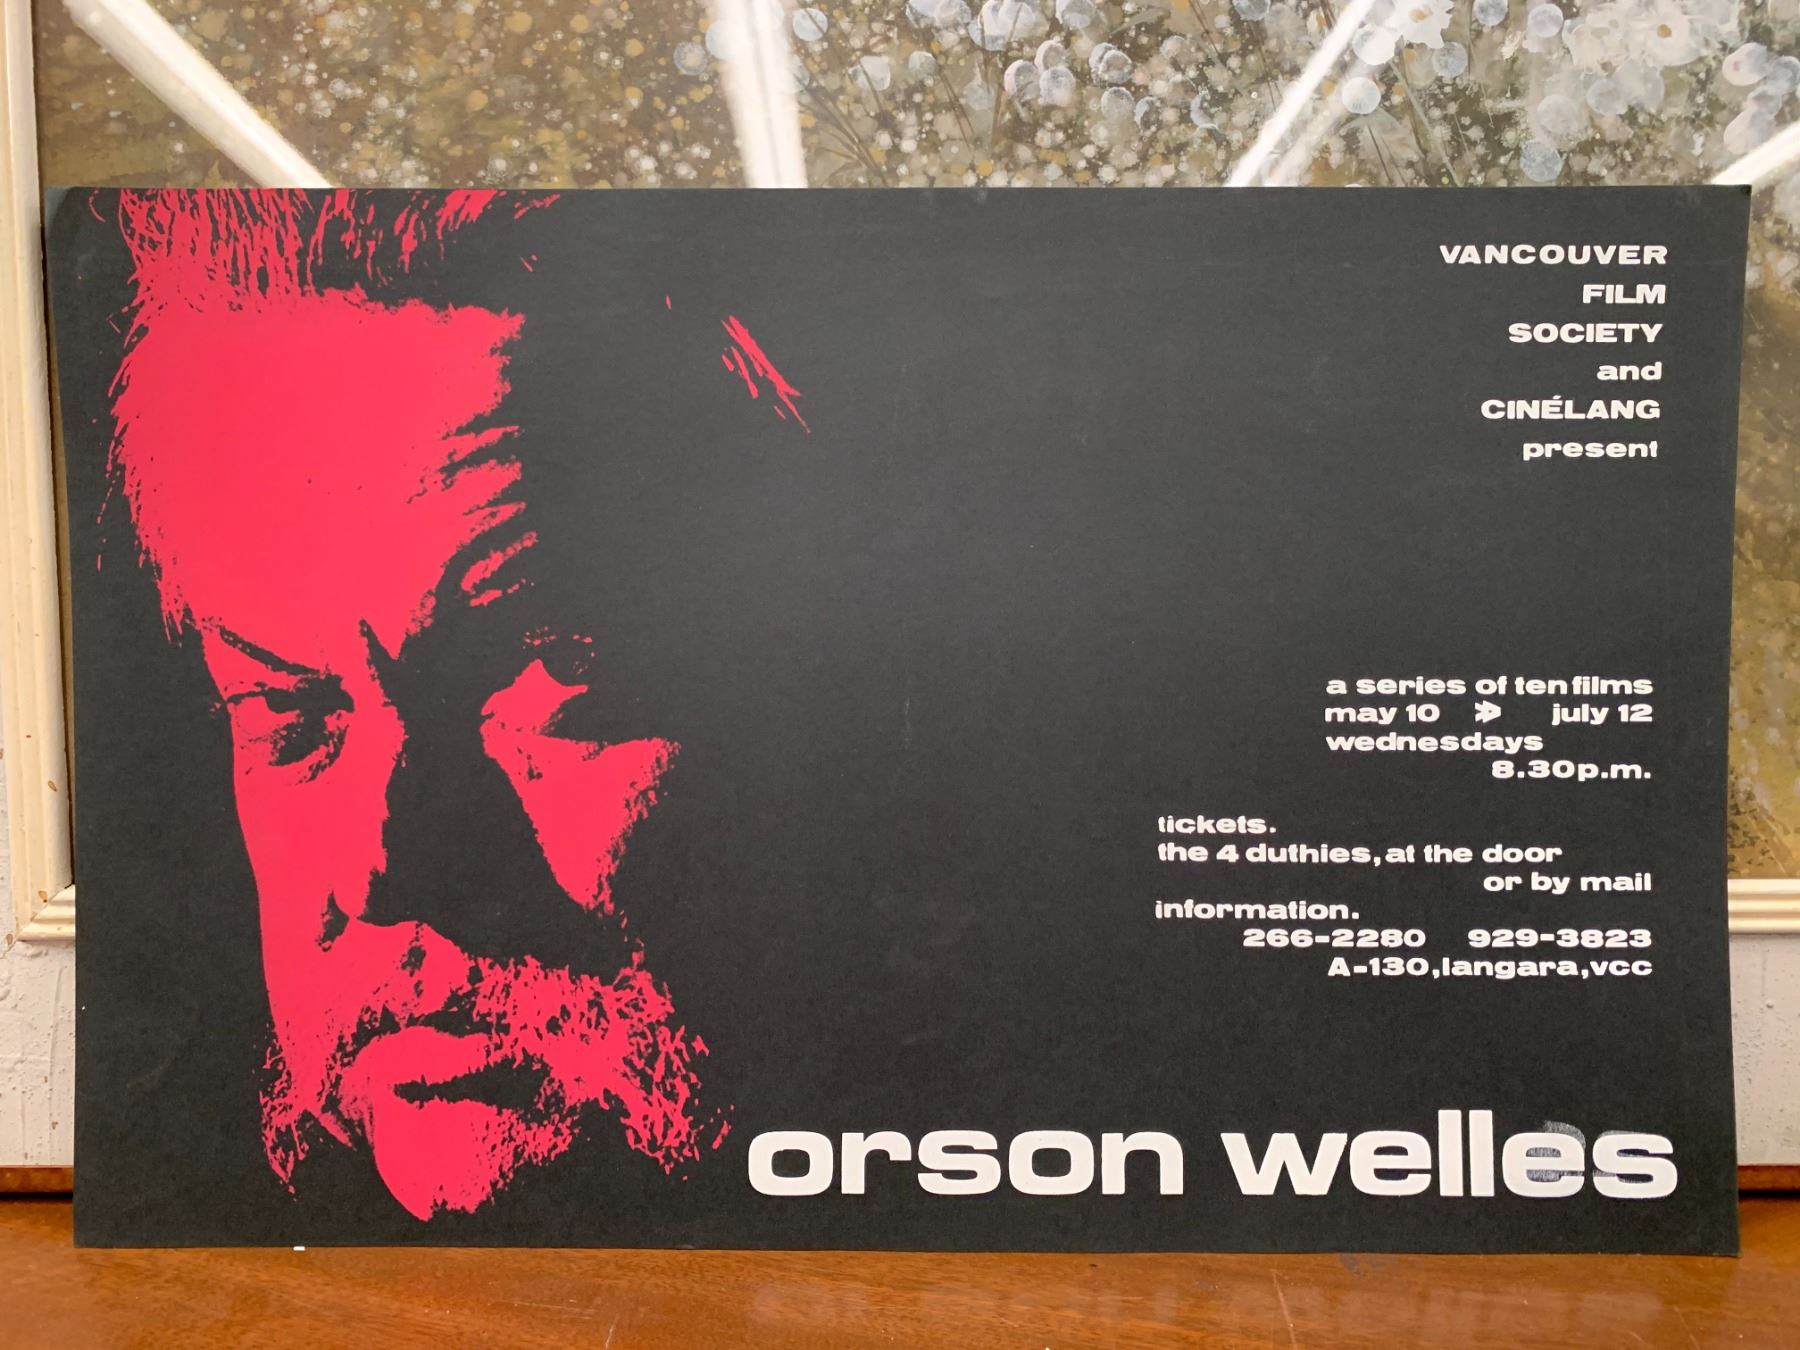 VANCOUVER
FILM
SOCIETY
and
CINÉLANG
present
a series of ten films
may 10 july 12
wednesdays
8.30p.m.
tickets.
the 4 duthies, at the door
or by mail
information.
266-2280 929-3823
A-130, langara, vcc
orson welles